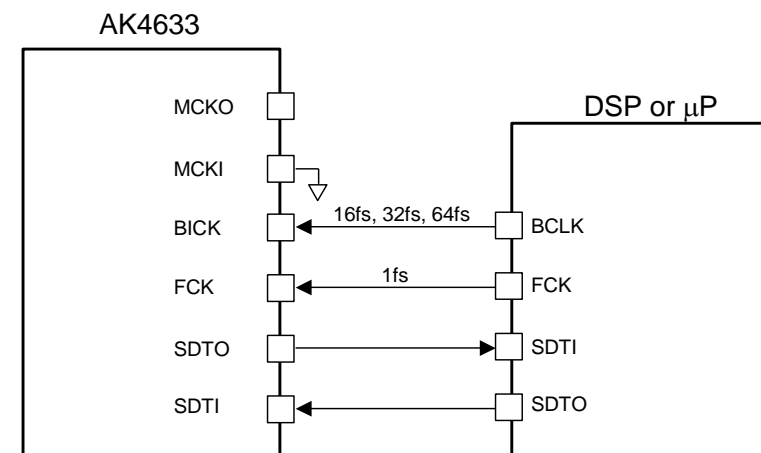 AK4633
DSP or μP
MCKO
MCKI
BICK
16fs, 32fs, 64fs
BCLK
FCK
1fs
FCK
SDTO
SDTI
SDTI
SDTO